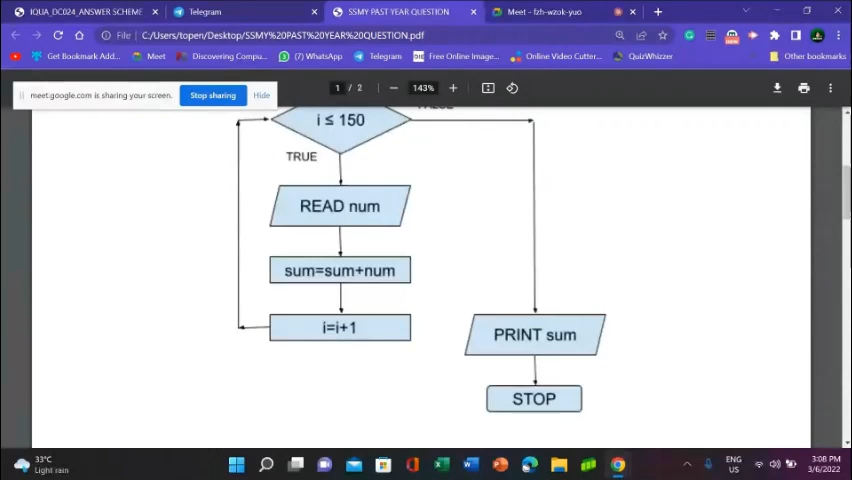 IQUA_DC024_ANSWER SCHEME
Telegram
SSMY PAST YEAR QUESTION
Meet - fzh-wzok-yuo
File
C:/Users/topen/Desktop/SSMY%20PAST%20YEAR%20QUESTION.pdf
Get Bookmark Add...
Meet
Discovering Compu...
(7) WhatsApp
Free Online Image...
Online Video Cutter...
QuizWhizzer
Other bookmarks
meet.google.com is sharing your screen.
Stop sharing
Hide
1 / 2
143%
i ≤ 150
TRUE
READ num
sum=sum+num
i=i+1
PRINT sum
STOP
33°C
Light rain
ENG
US
3:08 PM
3/6/2022